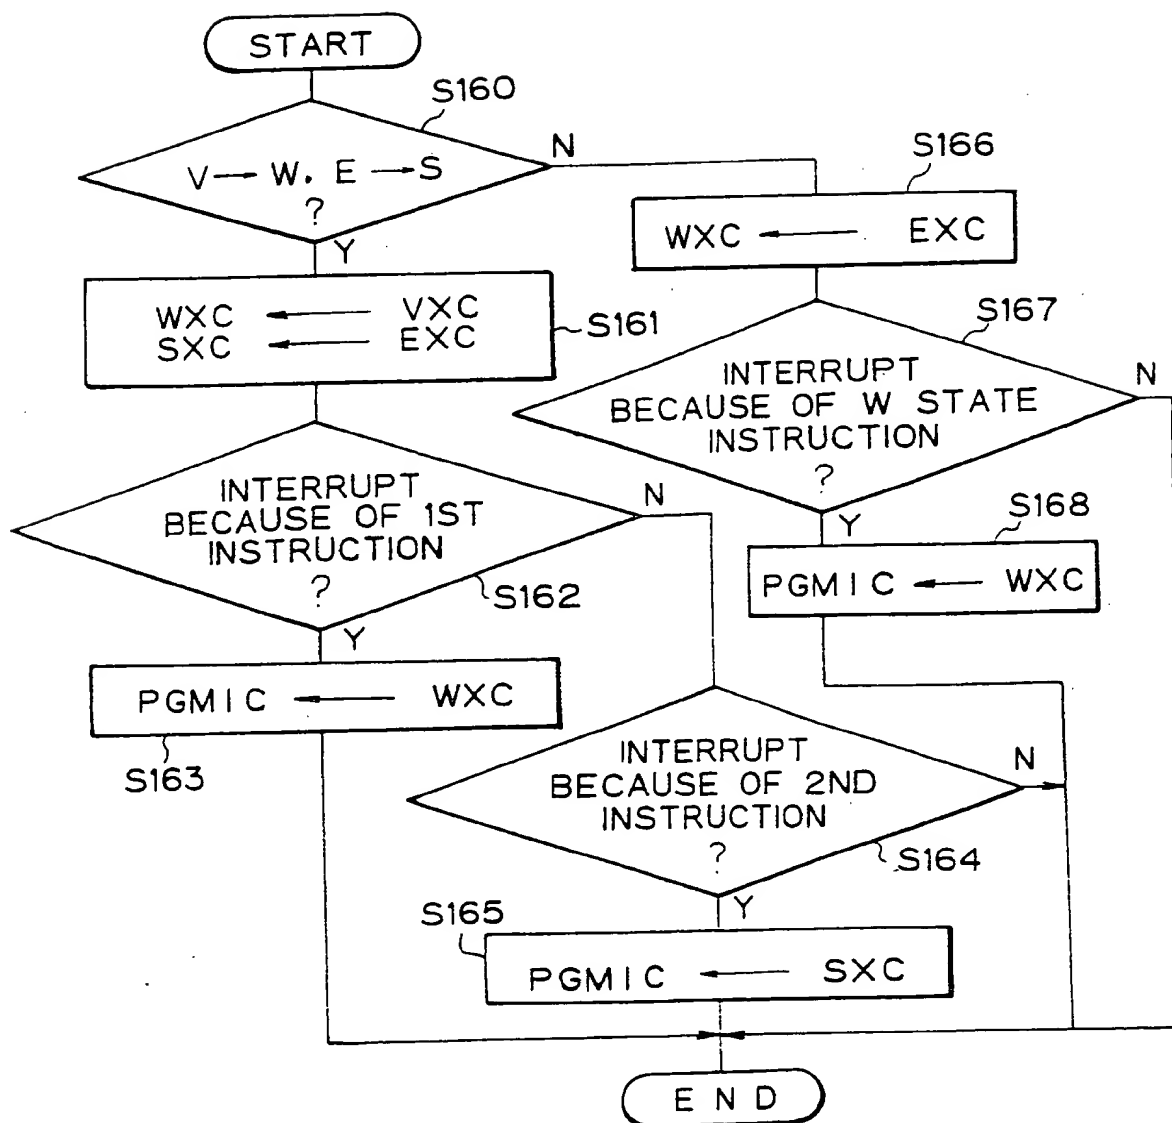 START
S160
V → W. E → S
?
N
Y
S166
WXC ← EXC
WXC ← VXC
SXC ← EXC
S161
S167
INTERRUPT
BECAUSE OF W STATE
INSTRUCTION
?
N
Y
INTERRUPT
BECAUSE OF 1ST
INSTRUCTION
?
N
S162
Y
S168
PGMIC ← WXC
PGMIC ← WXC
S163
INTERRUPT
BECAUSE OF 2ND
INSTRUCTION
?
N
S164
Y
S165
PGMIC ← SXC
END